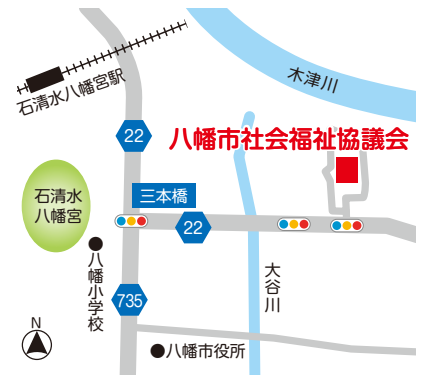 石清水八幡宮駅
木津川
22
八幡市社会福祉協議会
石清水
八幡宮
三本橋
22
八幡小学校
大谷川
735
N
八幡市役所